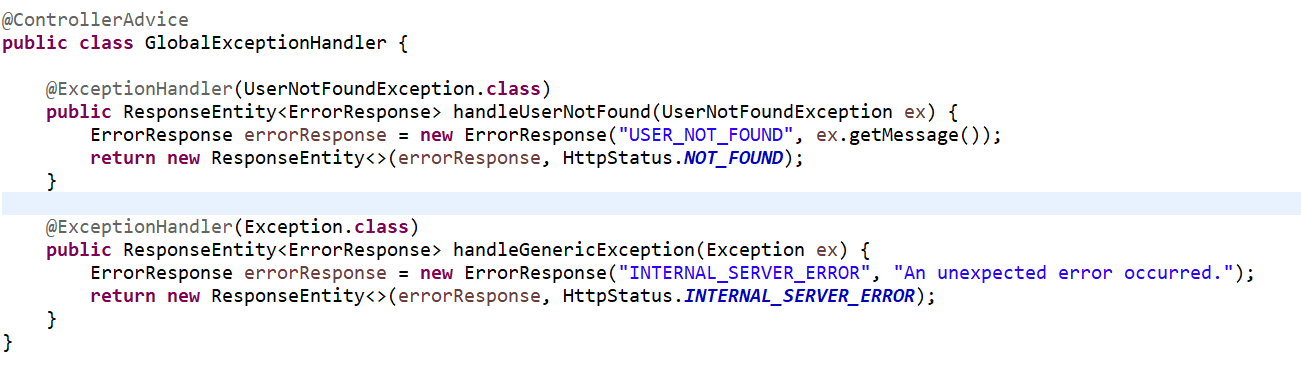 @ControllerAdvice
public class GlobalExceptionHandler {
@ExceptionHandler(UserNotFoundException.class)
public ResponseEntity<ErrorResponse> handleUserNotFound(UserNotFoundException ex) {
ErrorResponse errorResponse = new ErrorResponse("USER_NOT_FOUND", ex.getMessage());
return new ResponseEntity<>(errorResponse, HttpStatus.NOT_FOUND);
}
@ExceptionHandler(Exception.class)
public ResponseEntity<ErrorResponse> handleGenericException(Exception ex) {
ErrorResponse errorResponse = new ErrorResponse("INTERNAL_SERVER_ERROR", "An unexpected error occurred.");
return new ResponseEntity<>(errorResponse, HttpStatus.INTERNAL_SERVER_ERROR);
}
}